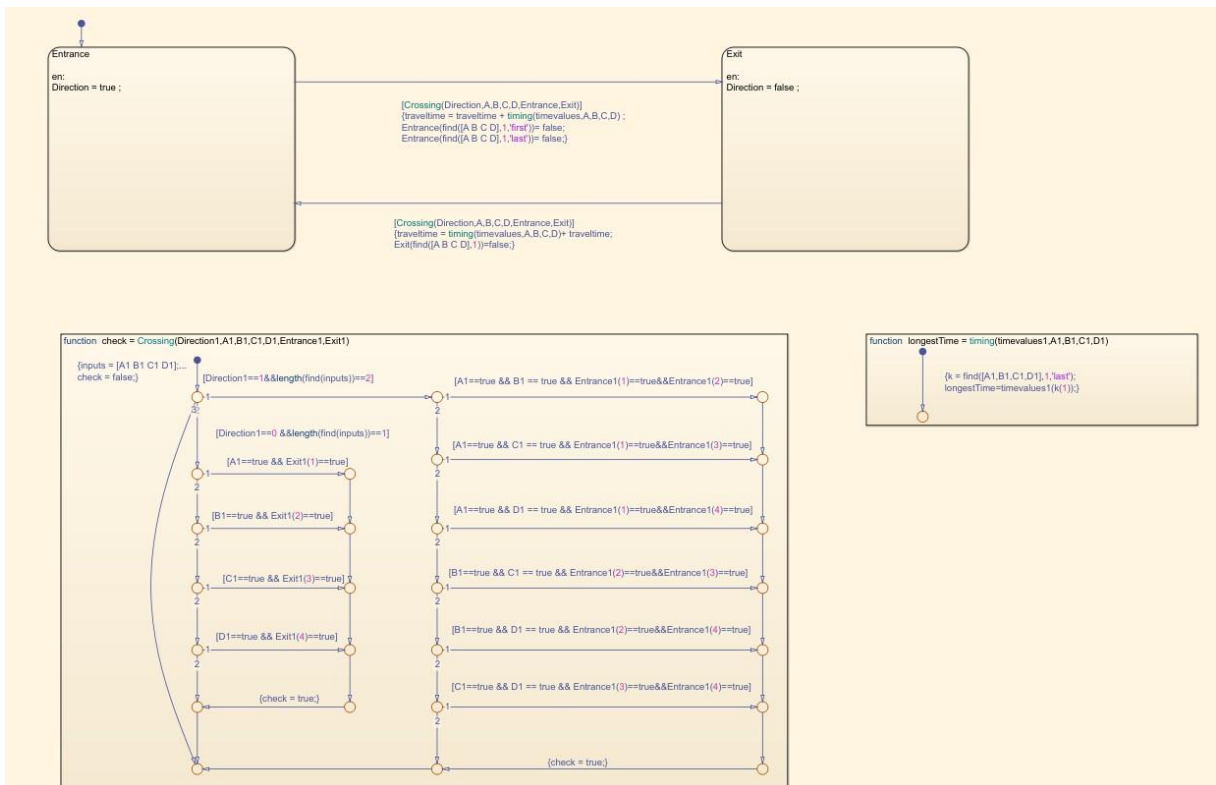 Entrance
en:
Direction = true ;
Exit
en:
Direction = false ;
[Crossing(Direction,A,B,C,D,Entrance,Exit)]
{traveltime = traveltime + timing(timevalues,A,B,C,D) ;
Entrance(find([A B C D],1,'first'))= false;
Entrance(find([A B C D],1,'last'))= false;}
[Crossing(Direction,A,B,C,D,Entrance,Exit)]
{traveltime = timing(timevalues,A,B,C,D)+ traveltime;
Exit(find([A B C D],1))=false;}
function check = Crossing(Direction1,A1,B1,C1,D1,Entrance1,Exit1)
{inputs = [A1 B1 C1 D1];...
check = false;}
[Direction1==1&&length(find(inputs))==2]
1
3
2
[Direction1==0 &&length(find(inputs))==1]
[A1==true && Exit1(1)==true]
1
2
[B1==true && Exit1(2)==true]
1
2
[C1==true && Exit1(3)==true]
1
2
[D1==true && Exit1(4)==true]
1
2
{check = true;}
[A1==true && B1 == true && Entrance1(1)==true&&Entrance1(2)==true]
1
2
[A1==true && C1 == true && Entrance1(1)==true&&Entrance1(3)==true]
1
2
[A1==true && D1 == true && Entrance1(1)==true&&Entrance1(4)==true]
1
2
[B1==true && C1 == true && Entrance1(2)==true&&Entrance1(3)==true]
1
2
[B1==true && D1 == true && Entrance1(2)==true&&Entrance1(4)==true]
1
2
[C1==true && D1 == true && Entrance1(3)==true&&Entrance1(4)==true]
1
2
{check = true;}
function longestTime = timing(timevalues1,A1,B1,C1,D1)
{k = find([A1,B1,C1,D1],1,'last');
longestTime=timevalues1(k(1));}